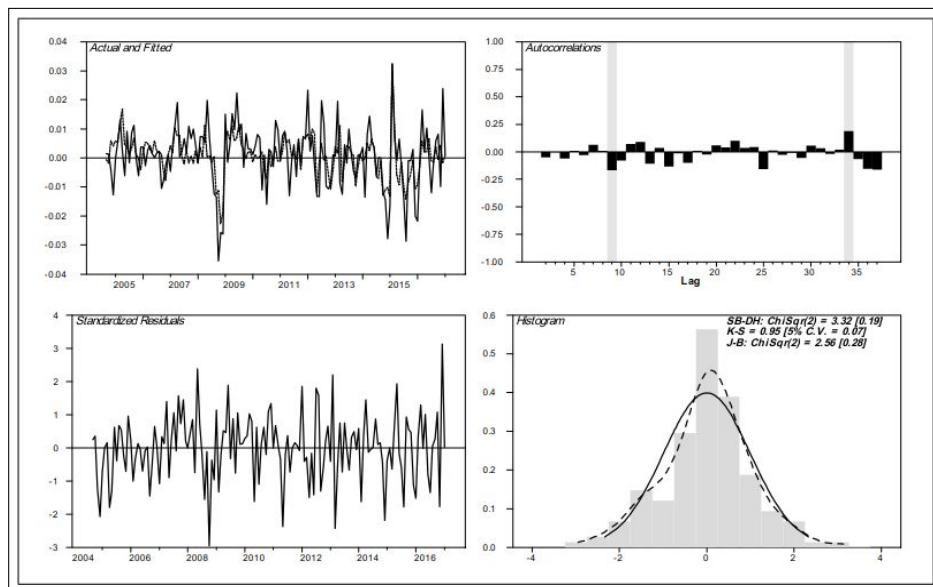 Actual and Fitted
0.04
0.03
0.02
0.01
0.00
-0.01
-0.02
-0.03
-0.04
2005 2007 2009 2011 2013 2015
Autocorrelations
1.00
0.75
0.50
0.25
0.00
-0.25
-0.50
-0.75
-1.00
5 10 15 20 25 30 35
Lag
Standardized Residuals
4
3
2
1
0
-1
-2
-3
2004 2006 2008 2010 2012 2014 2016
Histogram
SB-DH: ChiSqr(2) = 3.32 [0.19]
K-S = 0.95 [5% C.V. = 0.07]
J-B: ChiSqr(2) = 2.56 [0.28]
0.6
0.5
0.4
0.3
0.2
0.1
0.0
-4 -2 0 2 4